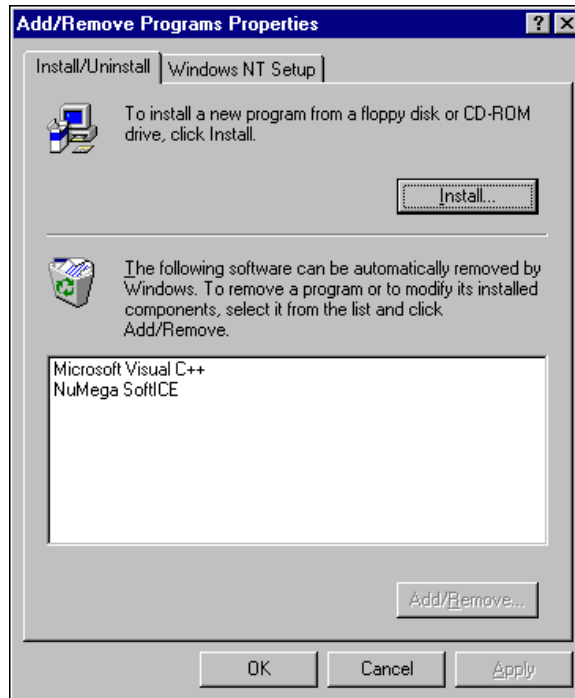 Add/Remove Programs Properties
Install/Uninstall
Windows NT Setup
To install a new program from a floppy disk or CD-ROM
drive, click Install.
Install...
The following software can be automatically removed by
Windows. To remove a program or to modify its installed
components, select it from the list and click
Add/Remove.
Microsoft Visual C++
NuMega SoftICE
Add/Remove...
OK
Cancel
Apply